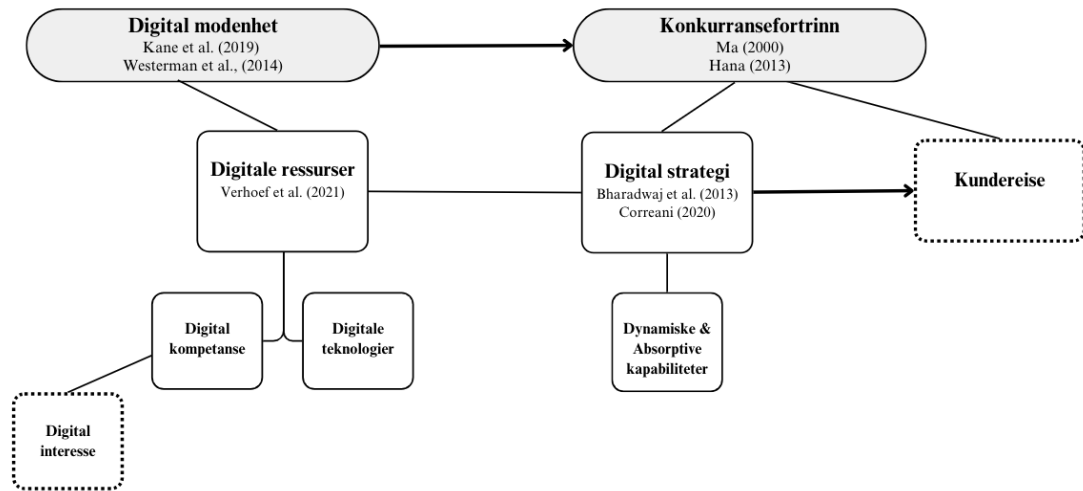 Digital modenhet
Kane et al. (2019)
Westerman et al., (2014)
Konkurransefortrinn
Ma (2000)
Hana (2013)
Digitale ressurser
Verhoef et al. (2021)
Digital strategi
Bharadwaj et al. (2013)
Correani (2020)
Kundereise
Digital
kompetanse
Digitale
teknologier
Dynamiske &
Absorptive
kapabiliteter
Digital
interesse